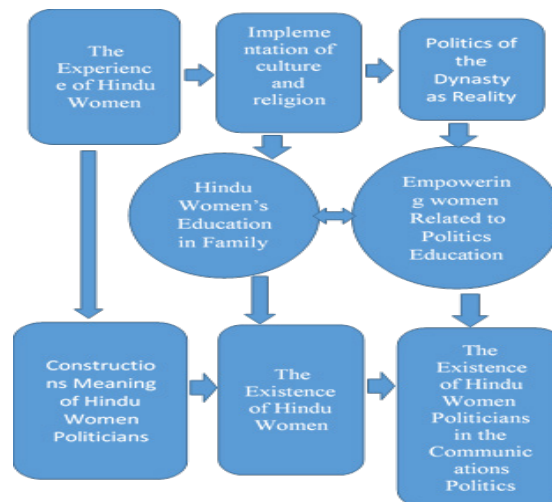 The
Experienc
e of Hindu
Women
Impleme
ntation of
culture
and
religion
Politics of
the
Dynasty
as Reality
Hindu
Women's
Education
in Family
Empowerin
g women
Related to
Politics
Education
Constructio
ns Meaning
of Hindu
Women
Politicians
The
Existence
of Hindu
Women
The
Existence
of Hindu
Women
Politicians
in the
Communic
ations
Politics